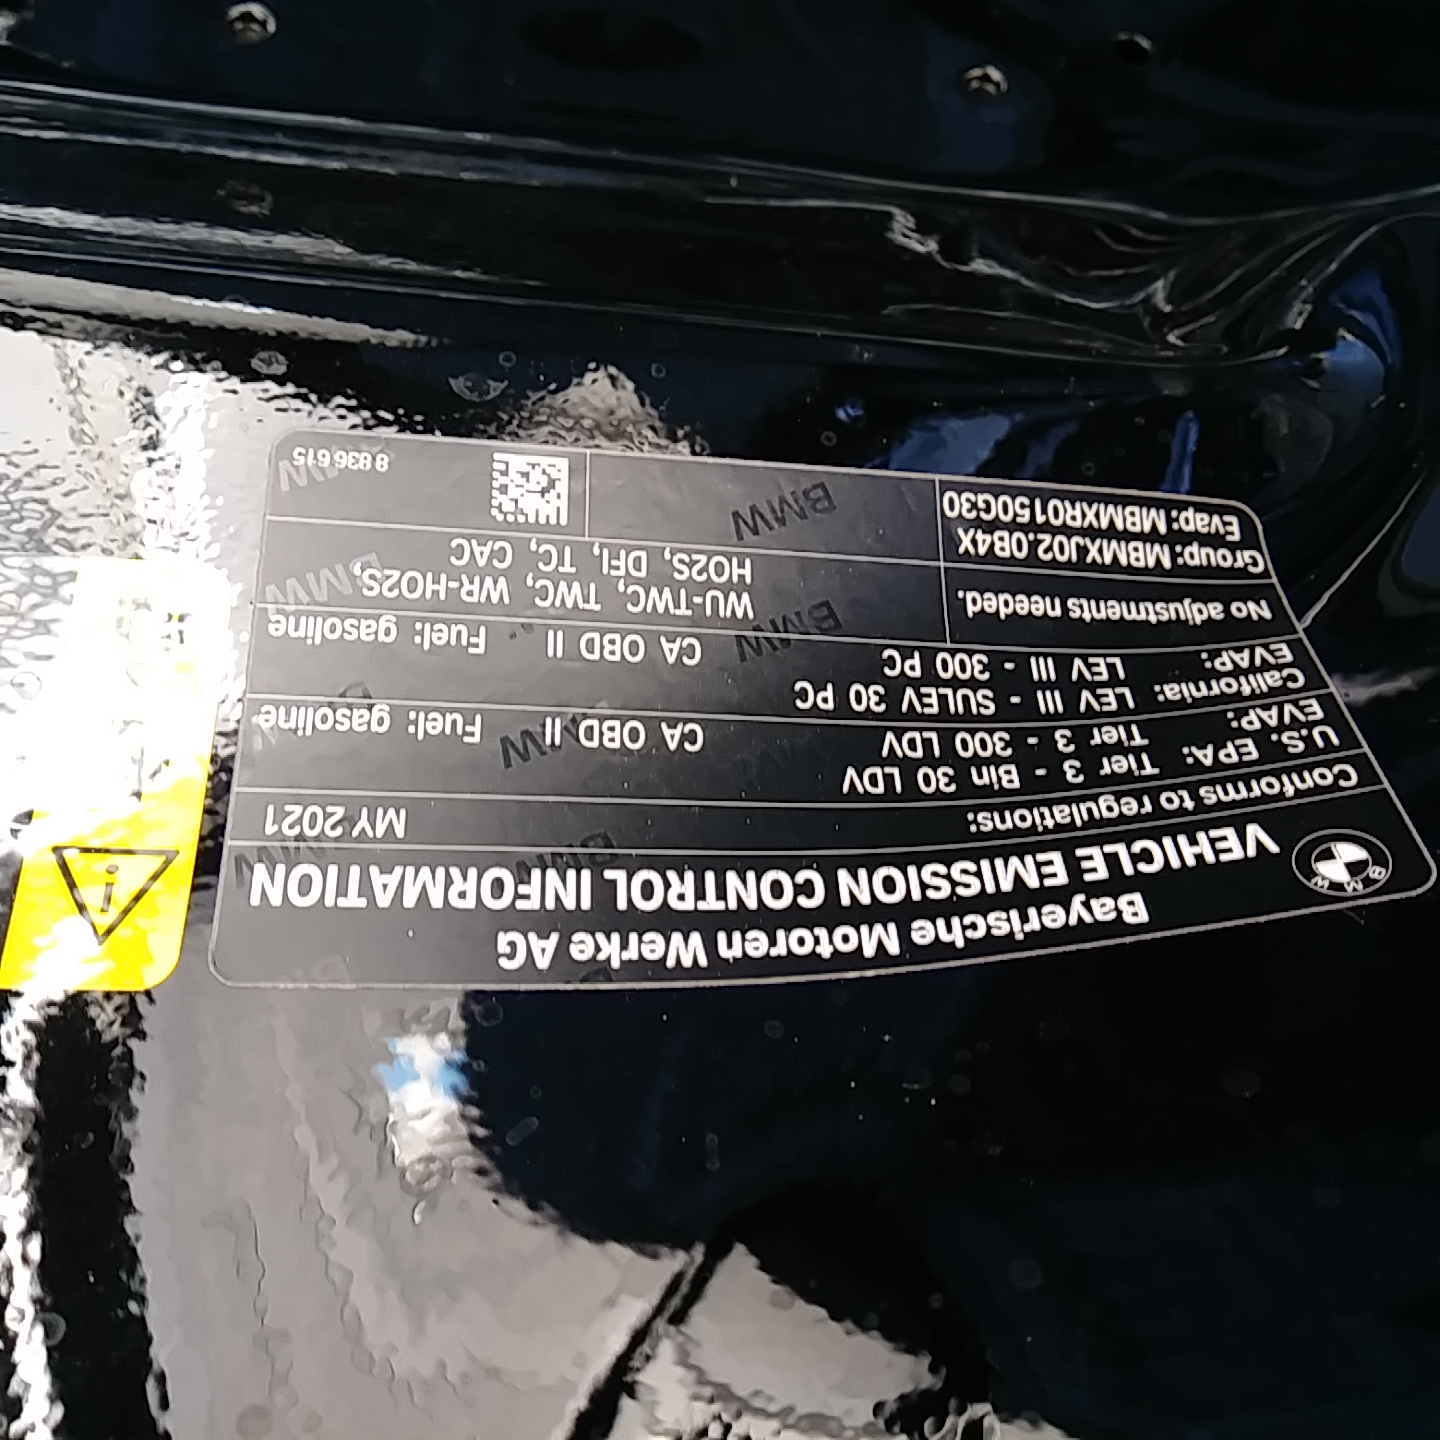 Bayerische Motoren Werke AG
VEHICLE EMISSION CONTROL INFORMATION
BMW
Conforms to regulations: MY 2021
U.S. EPA: Tier 3 - Bin 30 LDV
EVAP: Tier 3 - 300 LDV CA OBD II Fuel: gasoline
California: LEV III - SULEV 30 PC
EVAP: LEV III - 300 PC CA OBD II Fuel: gasoline
No adjustments needed.
WU-TWC, TWC, WR-HO2S,
HO2S, DFI, TC, CAC
Group: MBMXJ02.0B4X
Evap: MBMXR0150G30
8 836 615